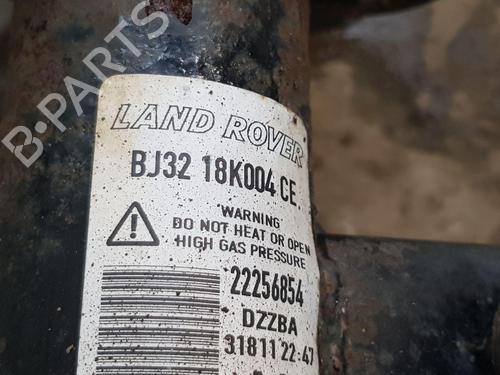 B-PARTS
LAND ROVER
BJ32 18K004 CE
WARNING
DO NOT HEAT OR OPEN
HIGH GAS PRESSURE
22256854
DZZBA
31811 22:47